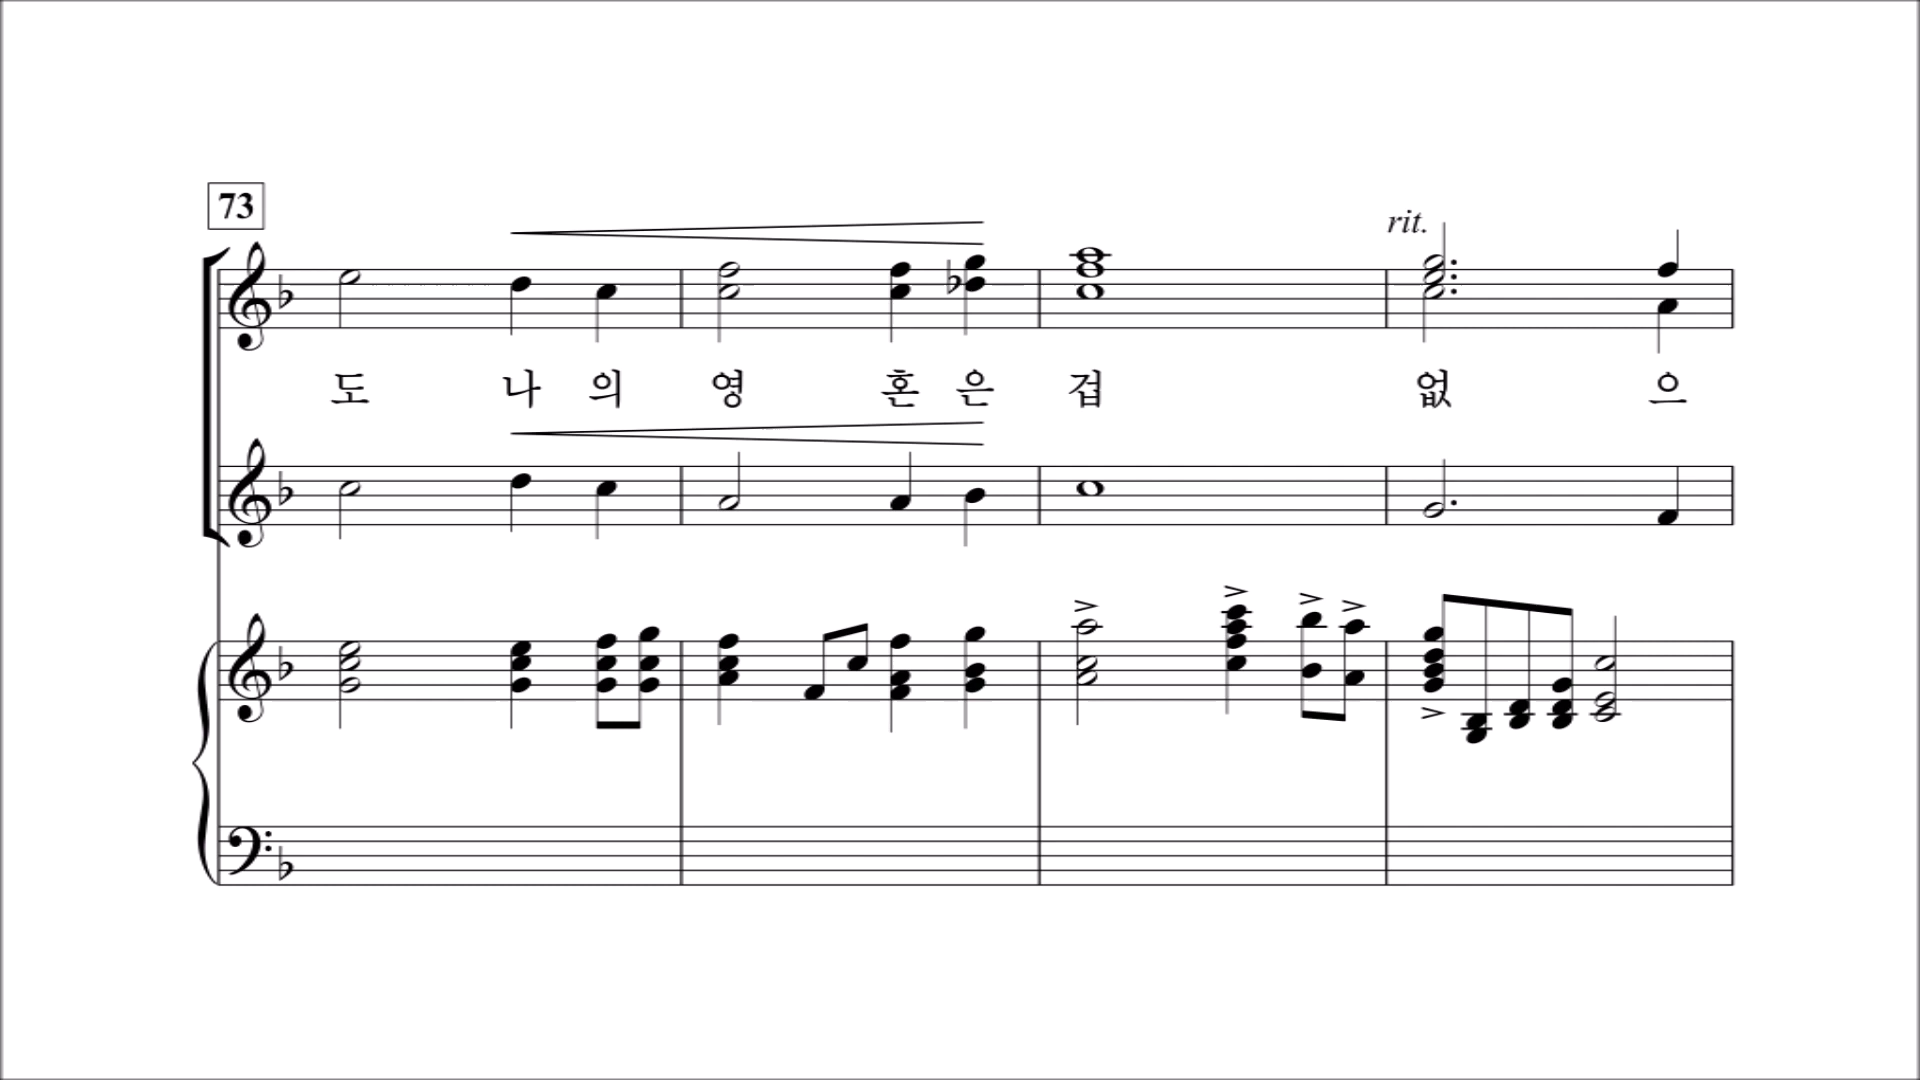 73
rit.
도 나 의 영 혼 은 겁 없 으